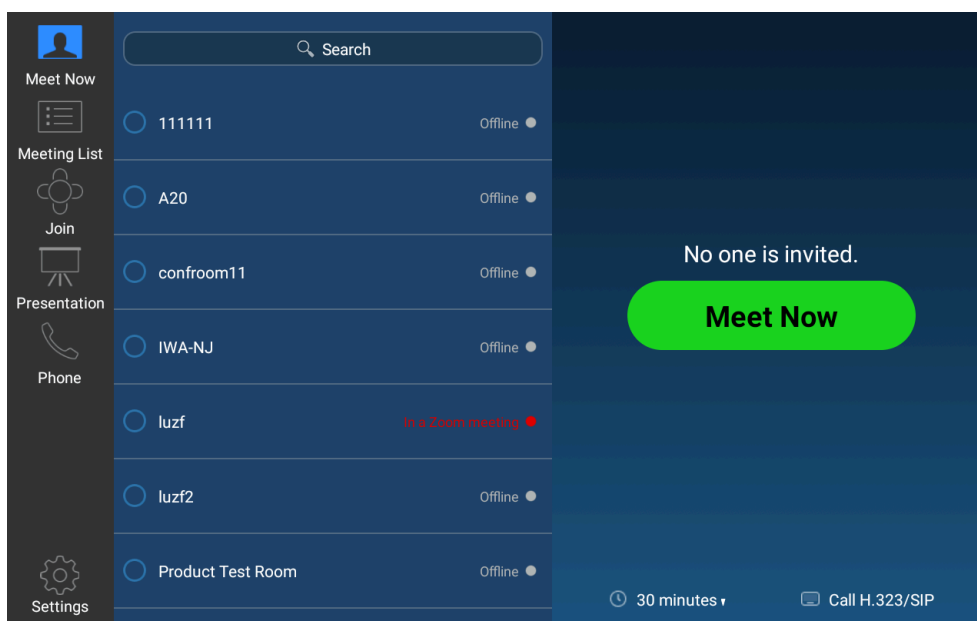 Meet Now
Meeting List
Join
Presentation
Phone
Settings
Search
111111 Offline
A20 Offline
confroom11 Offline
IWA-NJ Offline
luzf In a Zoom meeting
luzf2 Offline
Product Test Room Offline
No one is invited.
Meet Now
30 minutes
Call H.323/SIP